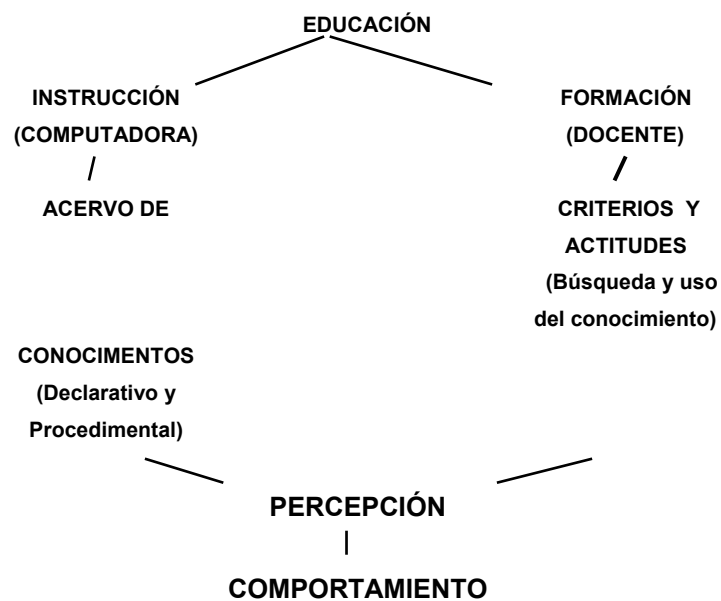 EDUCACIÓN
INSTRUCCIÓN
(COMPUTADORA)
ACERVO DE
CONOCIMENTOS
(Declarativo y
Procedimental)
FORMACIÓN
(DOCENTE)
CRITERIOS Y
ACTITUDES
(Búsqueda y uso
del conocimiento)
PERCEPCIÓN
COMPORTAMIENTO